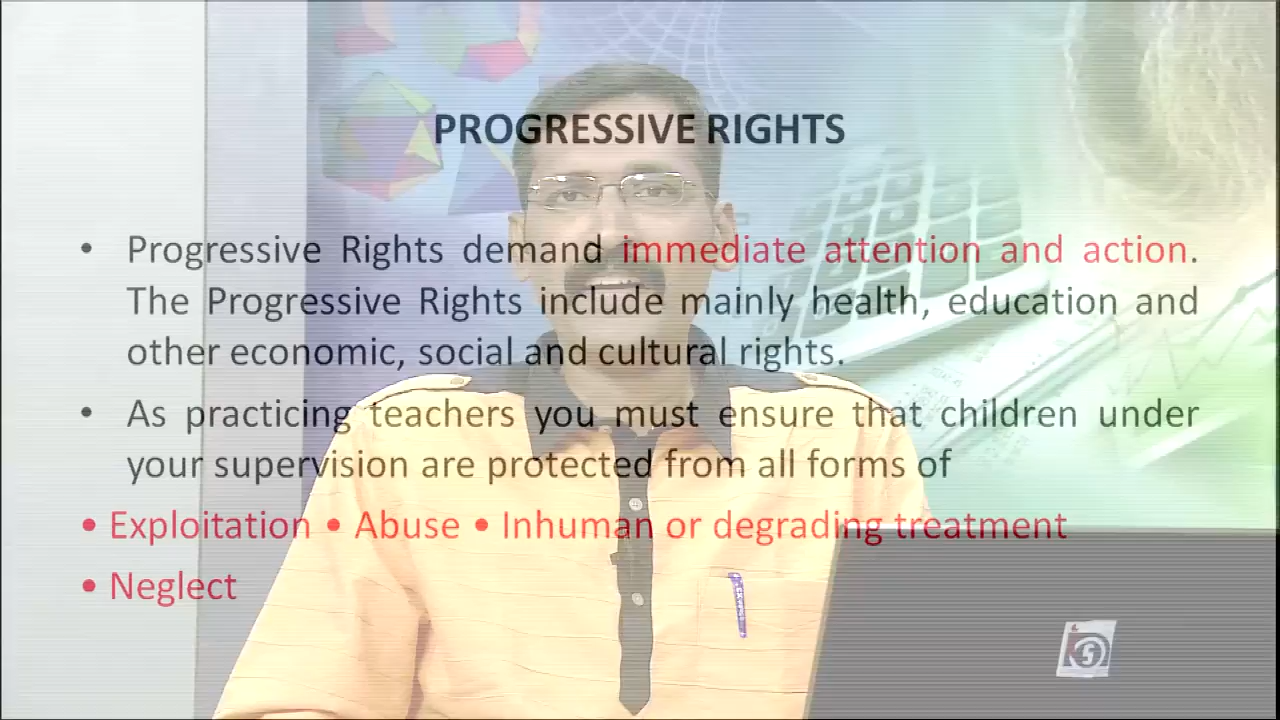 PROGRESSIVE RIGHTS
• Progressive Rights demand immediate attention and action.
The Progressive Rights include mainly health, education and
other economic, social and cultural rights.
• As practicing teachers you must ensure that children under
your supervision are protected from all forms of
• Exploitation • Abuse • Inhuman or degrading treatment
• Neglect